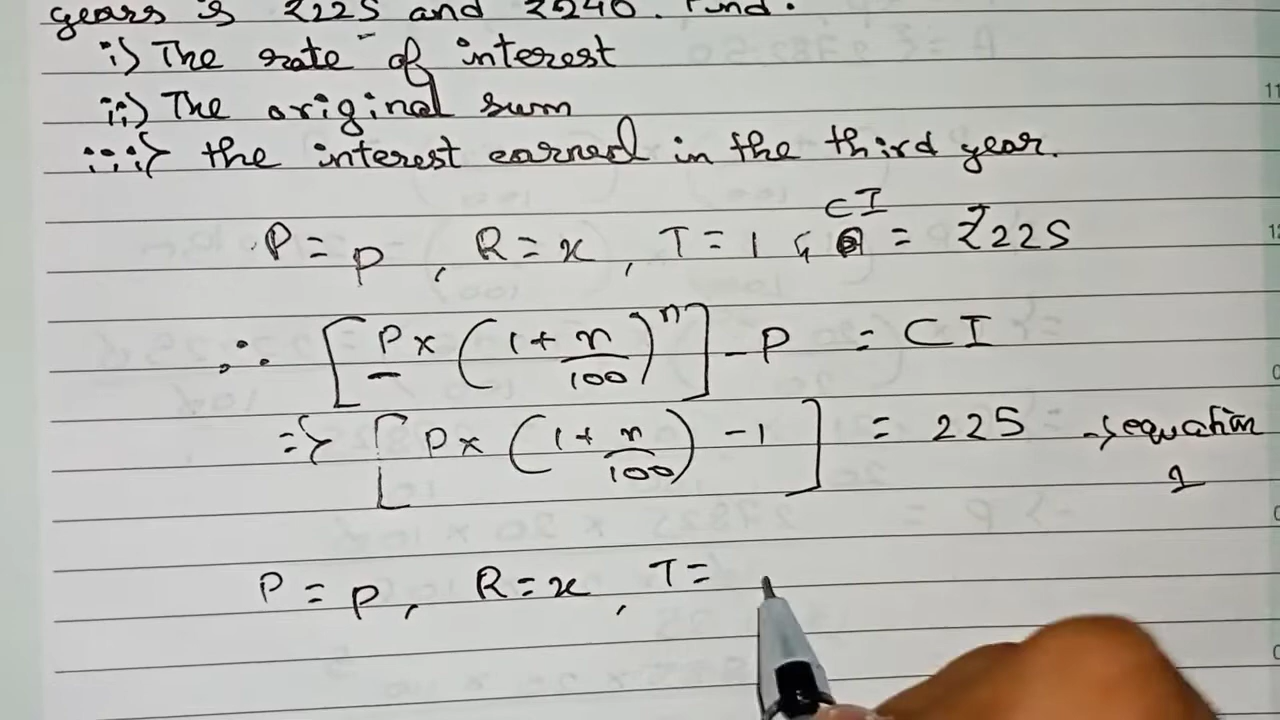 years is ₹225 and ₹240. Find:
i) The rate of interest
ii) The original sum
iii) the interest earned in the third year.
P = p, R = x, T = 1, CI = ₹225
∴ [P × (1 + r/100)^n] - P = CI
=> [P × (1 + r/100) - 1] = 225 → equation 1
P = p, R = x, T =